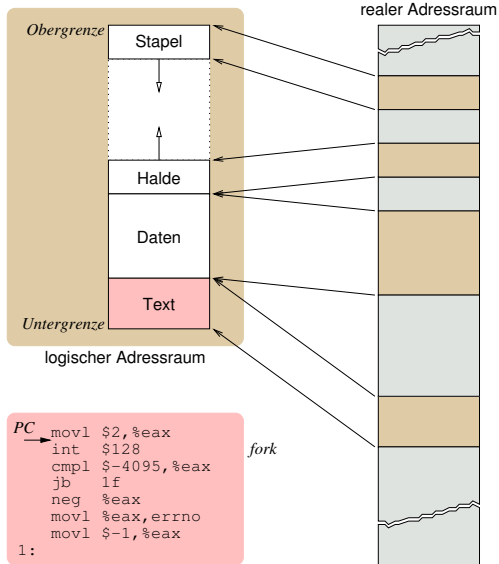 realer Adressraum
Obergrenze
Stapel
Halde
Daten
Text
Untergrenze
logischer Adressraum
PC
movl $2,%eax
int $128
cmpl $-4095,%eax
jb 1f
neg %eax
movl %eax,errno
movl $-1,%eax
1:
fork